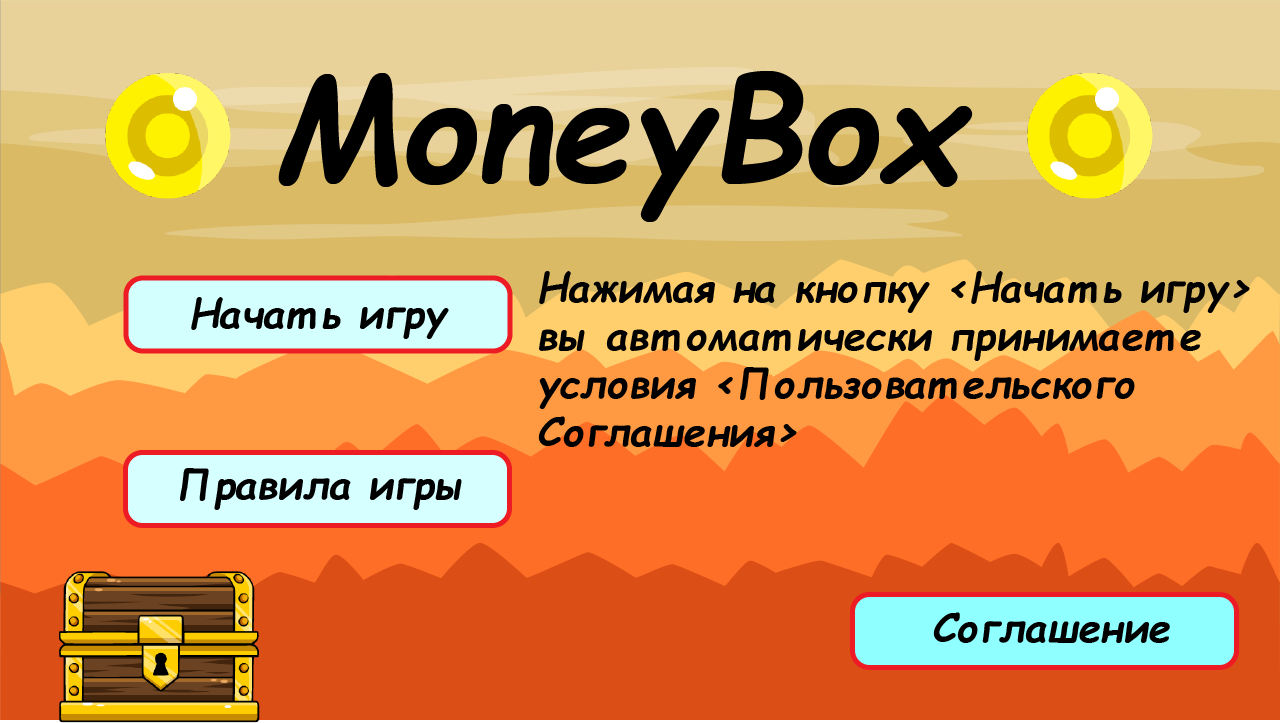 MoneyBox
Начать игру
Нажимая на кнопку <Начать игру>
вы автоматически принимаете
условия <Пользовательского
Соглашения>
Правила игры
Соглашение